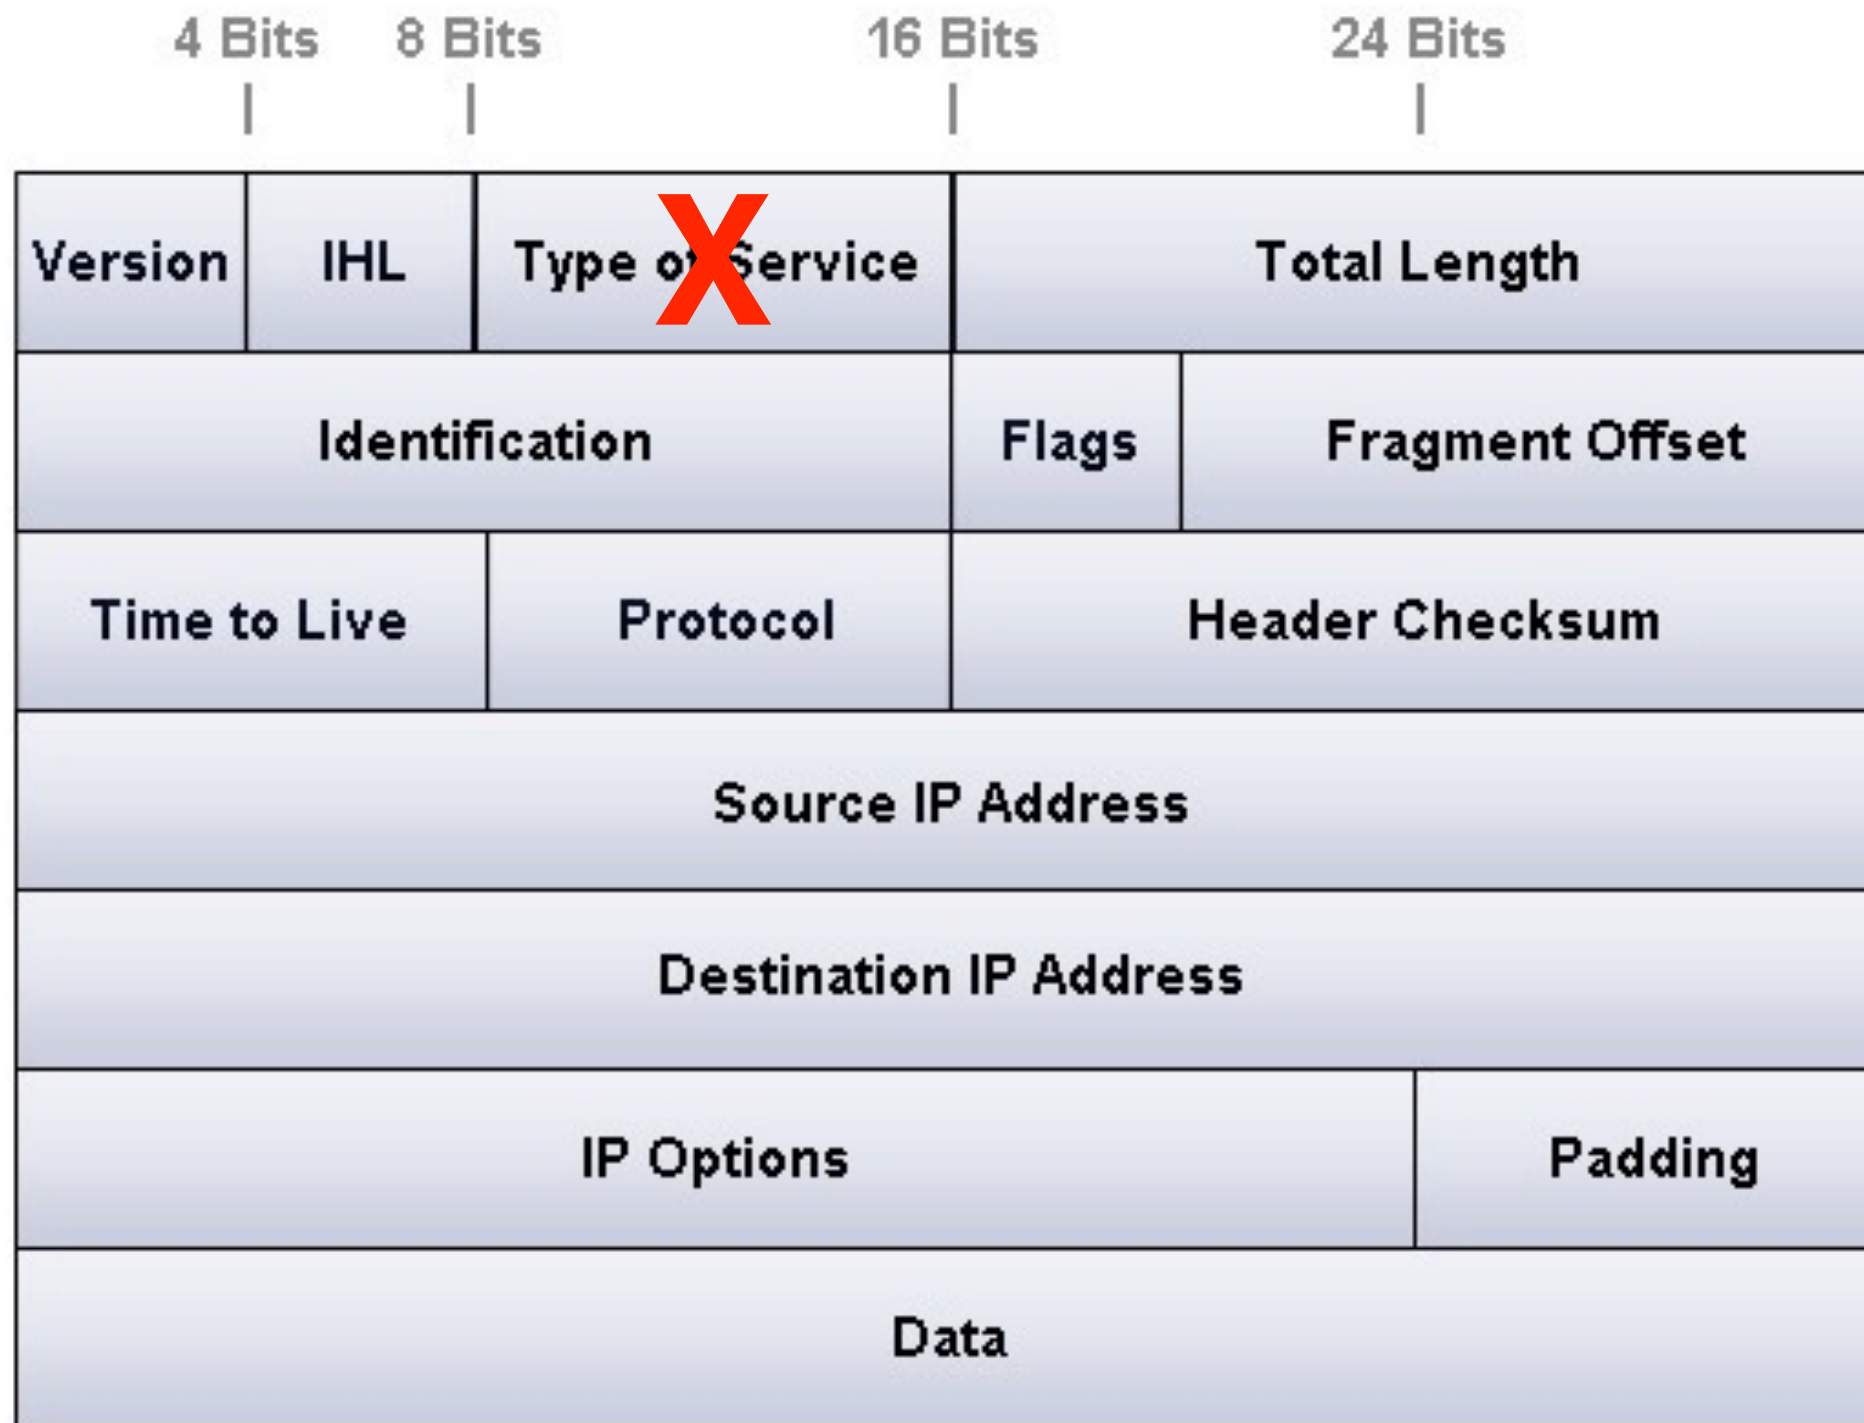 4 Bits 8 Bits 16 Bits 24 Bits
Version IHL Type of Service Total Length
X
Identification Flags Fragment Offset
Time to Live Protocol Header Checksum
Source IP Address
Destination IP Address
IP Options Padding
Data